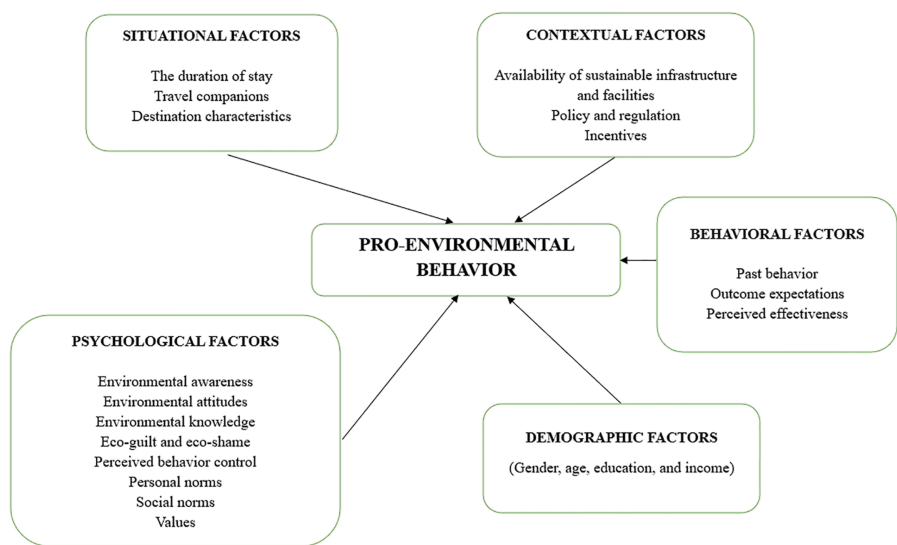 SITUATIONAL FACTORS
The duration of stay
Travel companions
Destination characteristics
CONTEXTUAL FACTORS
Availability of sustainable infrastructure
and facilities
Policy and regulation
Incentives
PRO-ENVIRONMENTAL
BEHAVIOR
BEHAVIORAL FACTORS
Past behavior
Outcome expectations
Perceived effectiveness
PSYCHOLOGICAL FACTORS
Environmental awareness
Environmental attitudes
Environmental knowledge
Eco-guilt and eco-shame
Perceived behavior control
Personal norms
Social norms
Values
DEMOGRAPHIC FACTORS
(Gender, age, education, and income)